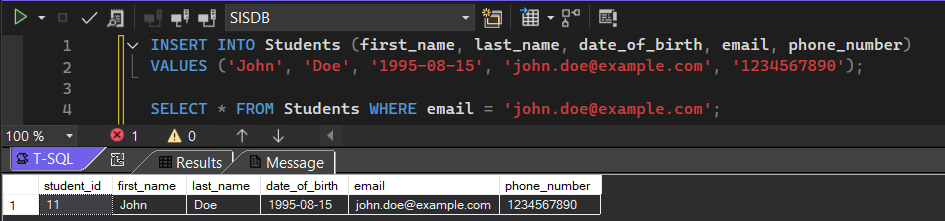 SISDB
1 INSERT INTO Students (first_name, last_name, date_of_birth, email, phone_number)
2 VALUES ('John', 'Doe', '1995-08-15', 'john.doe@example.com', '1234567890');
3
4 SELECT * FROM Students WHERE email = 'john.doe@example.com';
100 % 1 0
T-SQL Results Message
student_id first_name last_name date_of_birth email phone_number
1 11 John Doe 1995-08-15 john.doe@example.com 1234567890